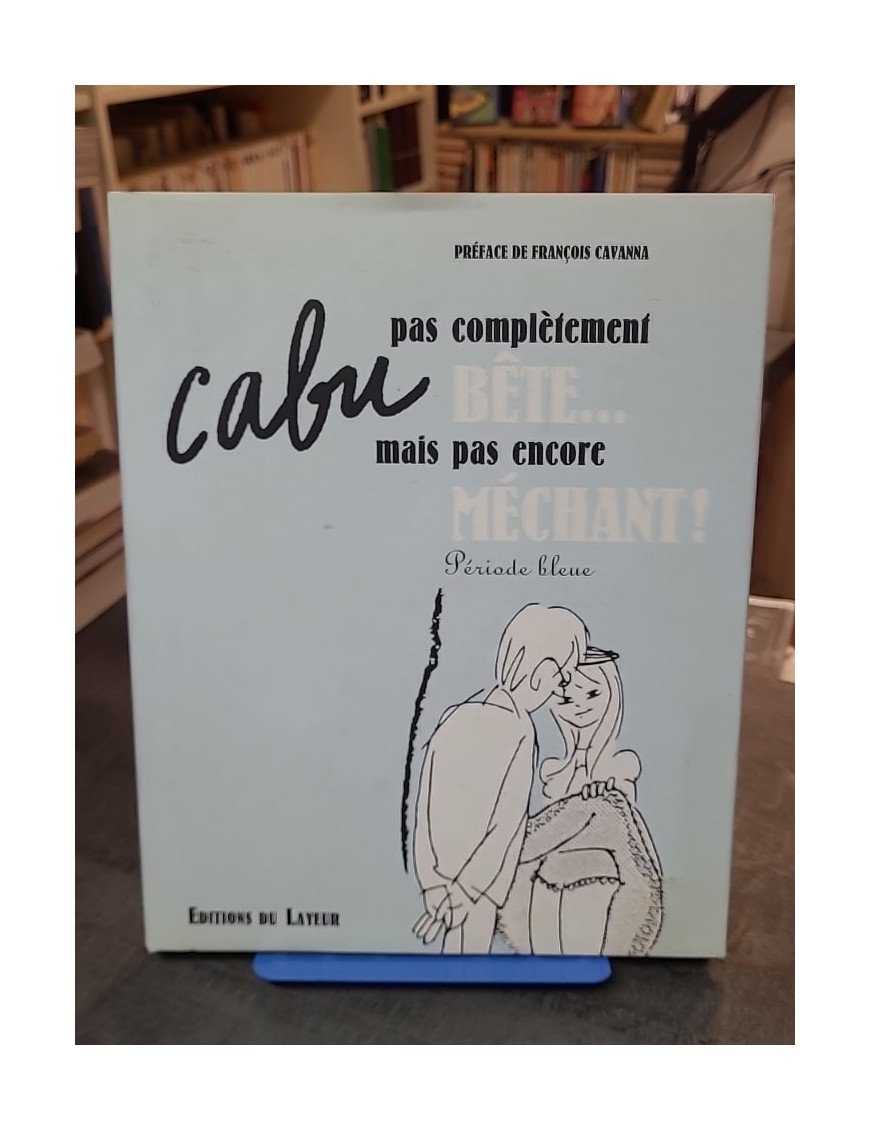 PRÉFACE DE FRANÇOIS CAVANNA
cabu
pas complètement
BÊTE...
mais pas encore
MÉCHANT!
Période bleue
EDITIONS DU LAYEUR